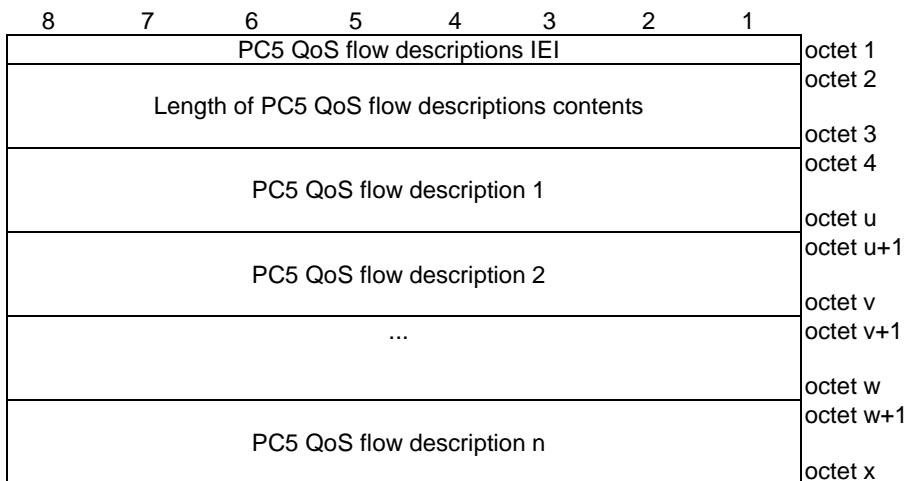 8 7 6 5 4 3 2 1
PC5 QoS flow descriptions IEI octet 1
octet 2
Length of PC5 QoS flow descriptions contents
octet 3
octet 4
PC5 QoS flow description 1
octet u
octet u+1
PC5 QoS flow description 2
octet v
... octet v+1
octet w
octet w+1
PC5 QoS flow description n
octet x